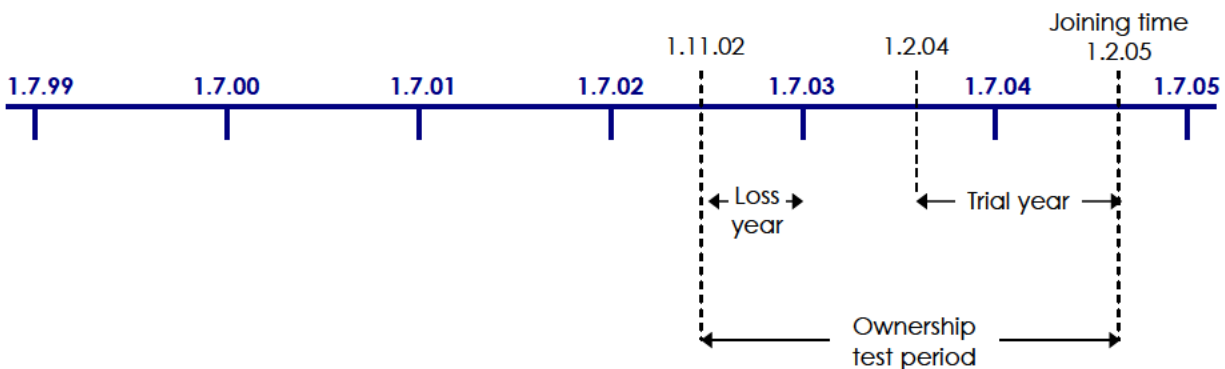 Joining time
1.11.02 1.2.04 1.2.05
1.7.99 1.7.00 1.7.01 1.7.02 1.7.03 1.7.04 1.7.05
Loss
year
Trial year
Ownership
test period